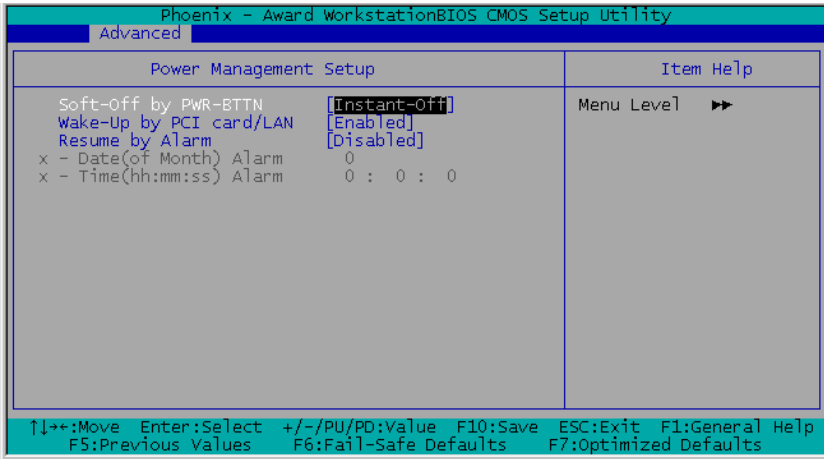 Phoenix - Award WorkstationBIOS CMOS Setup Utility
Advanced
Power Management Setup
Item Help
Soft-Off by PWR-BTTN [Instant-Off]
Menu Level ►►
Wake-Up by PCI card/LAN [Enabled]
Resume by Alarm [Disabled]
x - Date(of Month) Alarm 0
x - Time(hh:mm:ss) Alarm 0 : 0 : 0
↑↓→←:Move Enter:Select +/-/PU/PD:Value F10:Save ESC:Exit F1:General Help
F5:Previous Values F6:Fail-Safe Defaults F7:Optimized Defaults